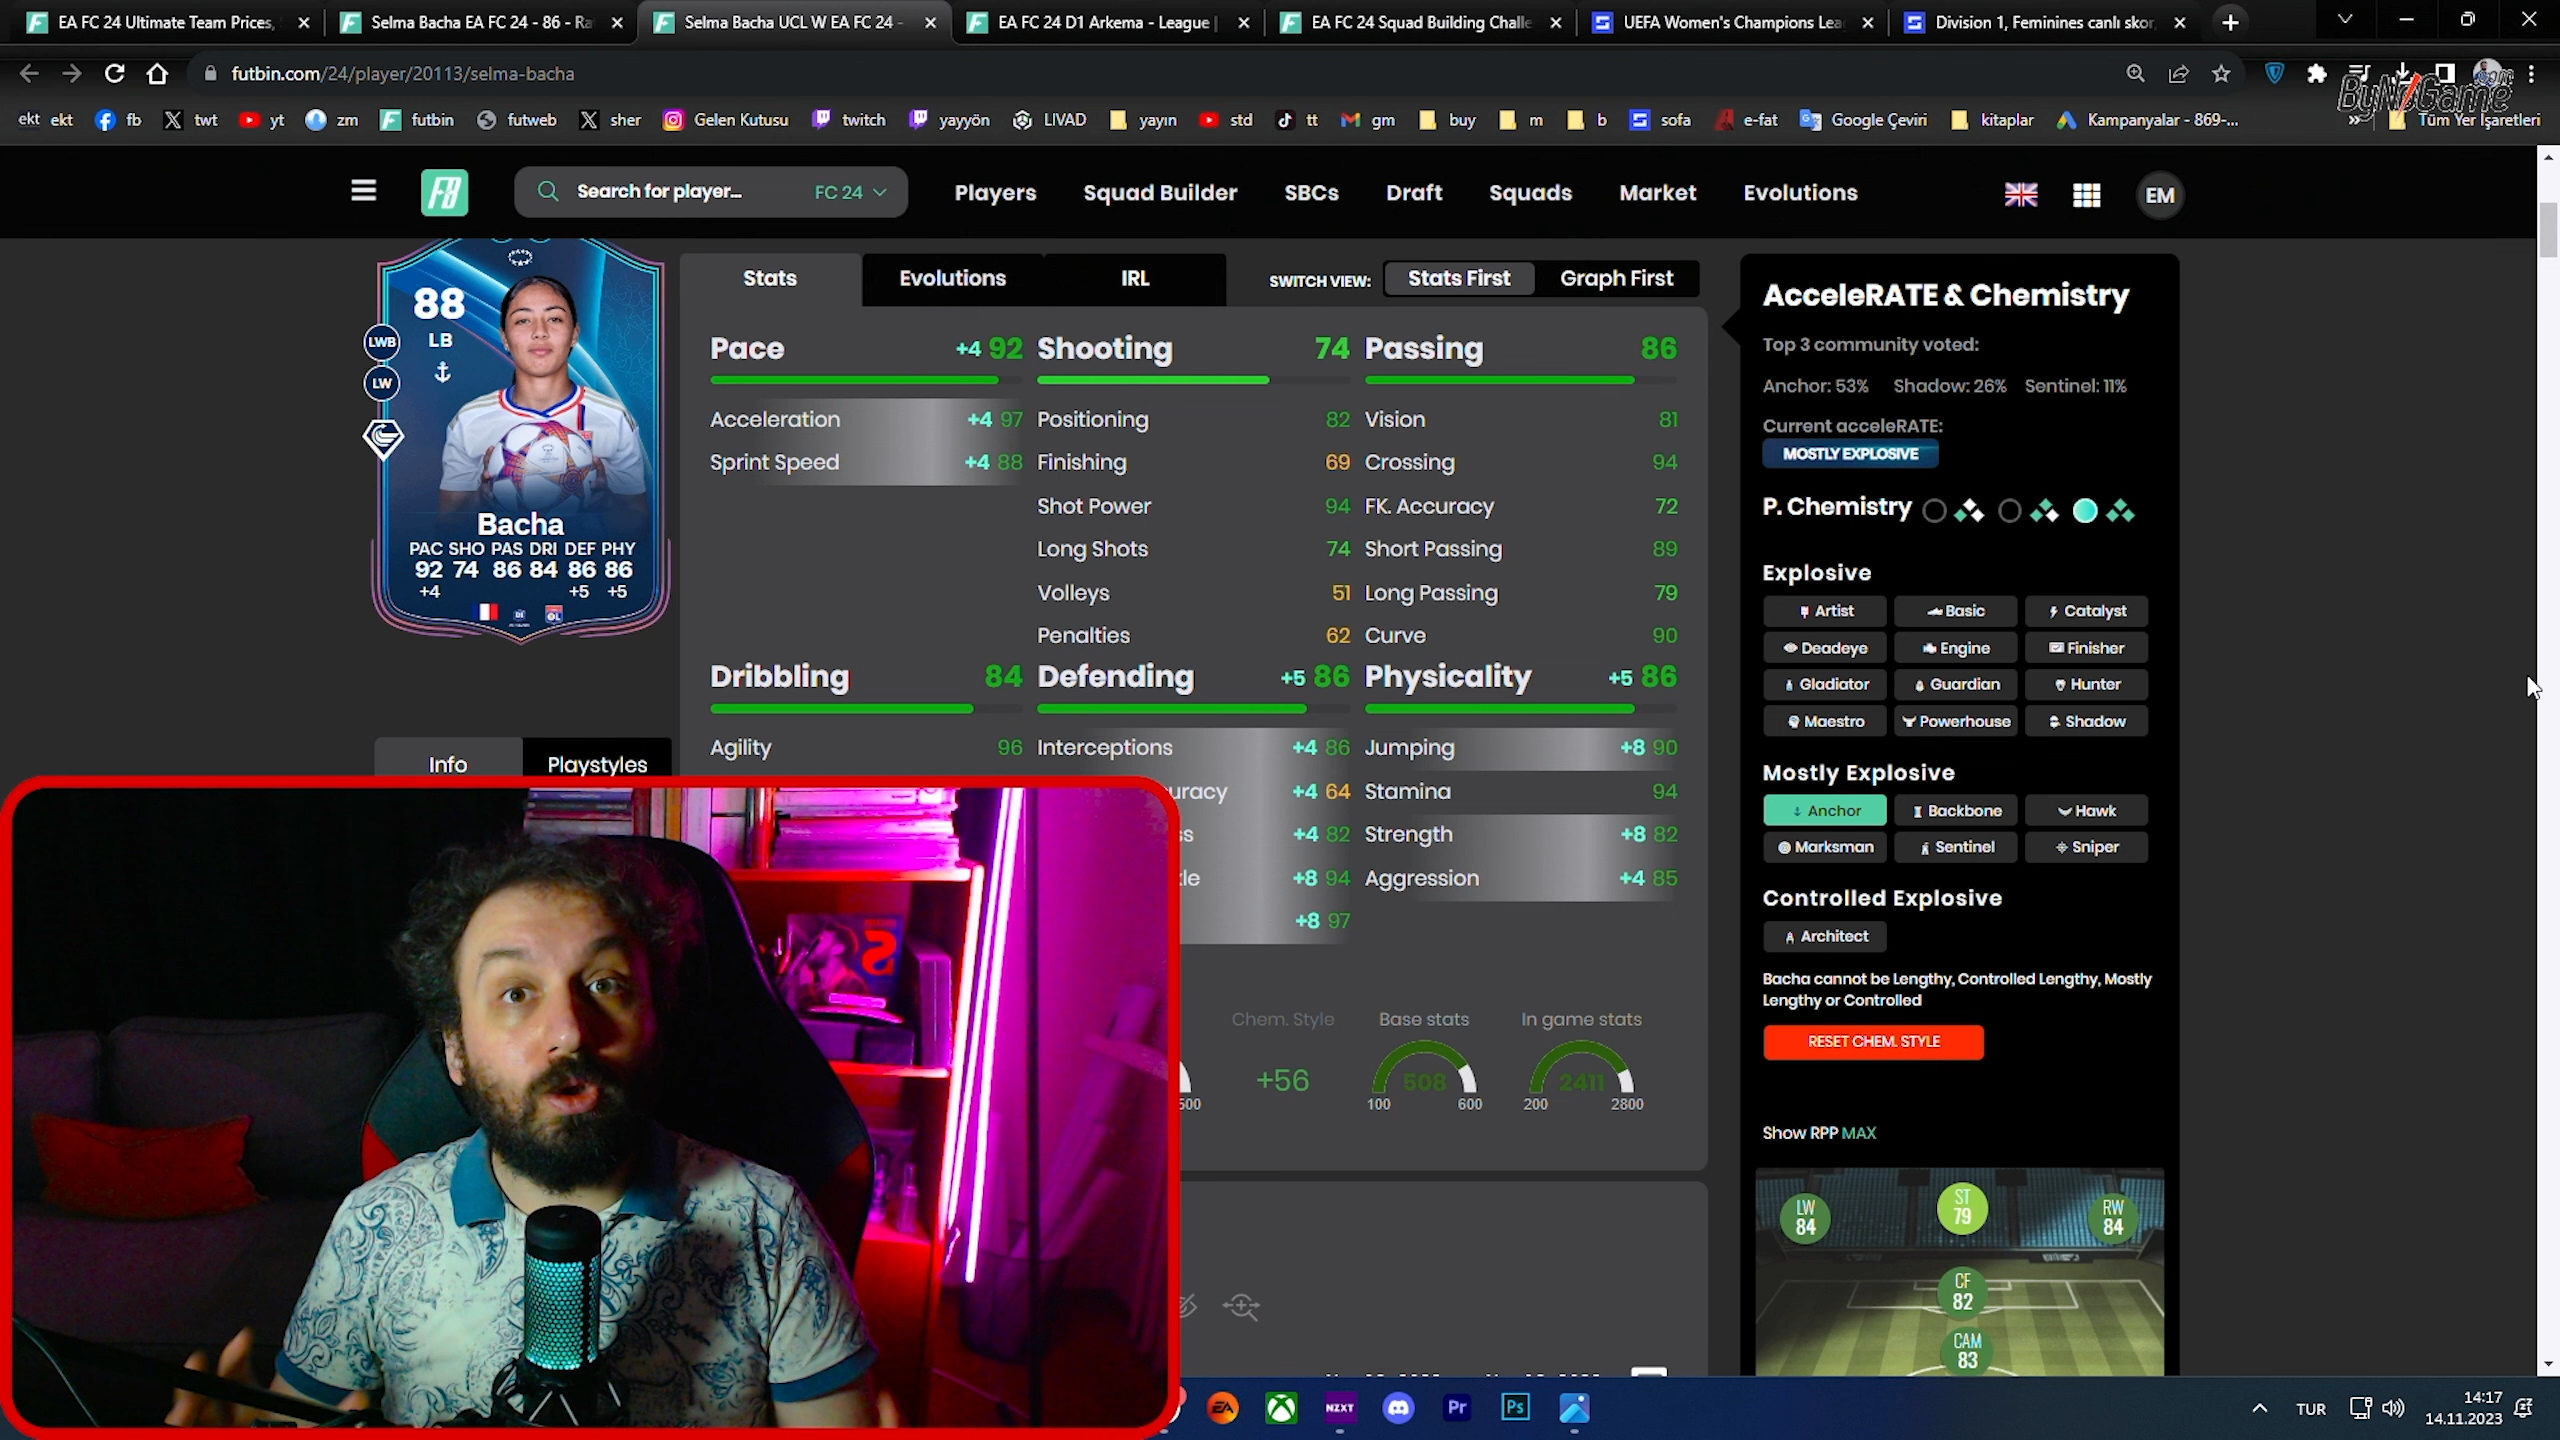 EA FC 24 Ultimate Team Prices,
Selma Bacha EA FC 24 - 86 - Ra
Selma Bacha UCL W EA FC 24 -
EA FC 24 D1 Arkema - League |
EA FC 24 Squad Building Challe
UEFA Women's Champions Lea
Division 1, Feminines canlı skor,
futbin.com/24/player/20113/selma-bacha
ByNoGame
ekt ekt fb twt yt zm futbin futweb sher Gelen Kutusu twitch yayyön LIVAD yayın std tt gm buy m b sofa e-fat Google Çeviri kitaplar Kampanyalar - 869-... » Tüm Yer İşaretleri
Search for player... FC 24 Players Squad Builder SBCs Draft Squads Market Evolutions EM
88
LB
LWB
LW
Bacha
PAC SHO PAS DRI DEF PHY
92 74 86 84 86 86
+4 +5 +5
Info Playstyles
Stats Evolutions IRL SWITCH VIEW: Stats First Graph First
Pace +4 92 Shooting 74 Passing 86
Acceleration +4 97 Positioning 82 Vision 81
Sprint Speed +4 88 Finishing 69 Crossing 94
Shot Power 94 FK. Accuracy 72
Long Shots 74 Short Passing 89
Volleys 51 Long Passing 79
Penalties 62 Curve 90
Dribbling 84 Defending +5 86 Physicality +5 86
Agility 96 Interceptions +4 86 Jumping +8 90
uracy +4 64 Stamina 94
ss +4 82 Strength +8 82
kle +8 94 Aggression +4 85
+8 97
Chem. Style Base stats In game stats
+56 508 2411
500 100 600 200 2800
AcceleRATE & Chemistry
Top 3 community voted:
Anchor: 53% Shadow: 26% Sentinel: 11%
Current acceleRATE:
MOSTLY EXPLOSIVE
P. Chemistry
Explosive
Artist Basic Catalyst
Deadeye Engine Finisher
Gladiator Guardian Hunter
Maestro Powerhouse Shadow
Mostly Explosive
Anchor Backbone Hawk
Marksman Sentinel Sniper
Controlled Explosive
Architect
Bacha cannot be Lengthy, Controlled Lengthy, Mostly
Lengthy or Controlled
RESET CHEM. STYLE
Show RPP MAX
LW 84
ST 79
RW 84
CF 82
CAM 83
EA NZXT Pr Ps
TUR
14:17
14.11.2023